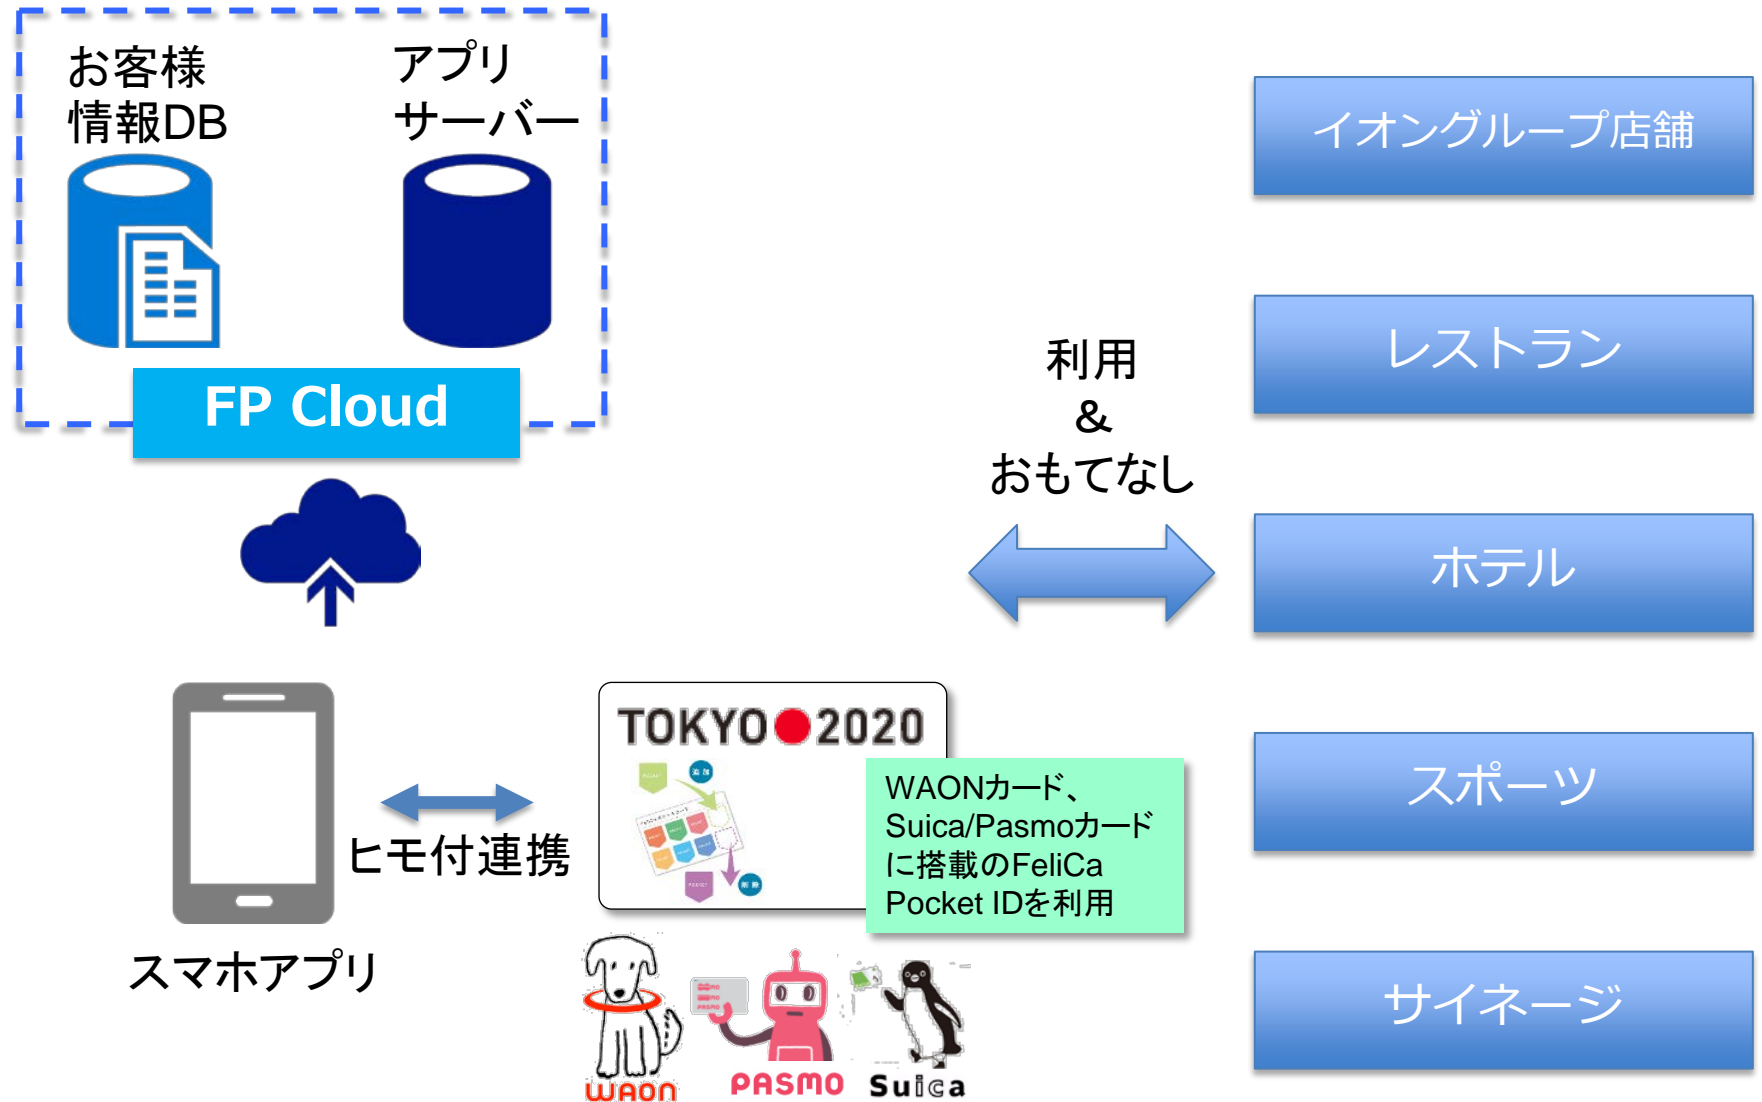 お客様
情報DB
アプリ
サーバー
FP Cloud
スマホアプリ
ヒモ付連携
TOKYO 2020
追加
POCKET
削除
WAONカード、
Suica/Pasmoカード
に搭載のFeliCa
Pocket IDを利用
WAON
PASMO
Suica
利用
&
おもてなし
イオングループ店舗
レストラン
ホテル
スポーツ
サイネージ